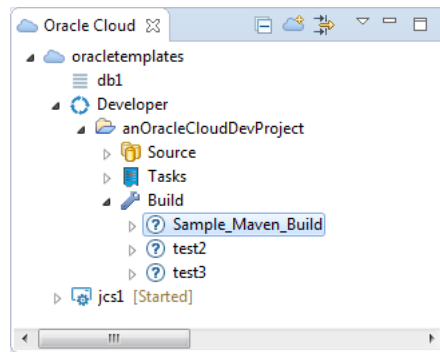 Oracle Cloud
oracletemplates
db1
Developer
anOracleCloudDevProject
Source
Tasks
Build
Sample_Maven_Build
test2
test3
jcs1 [Started]